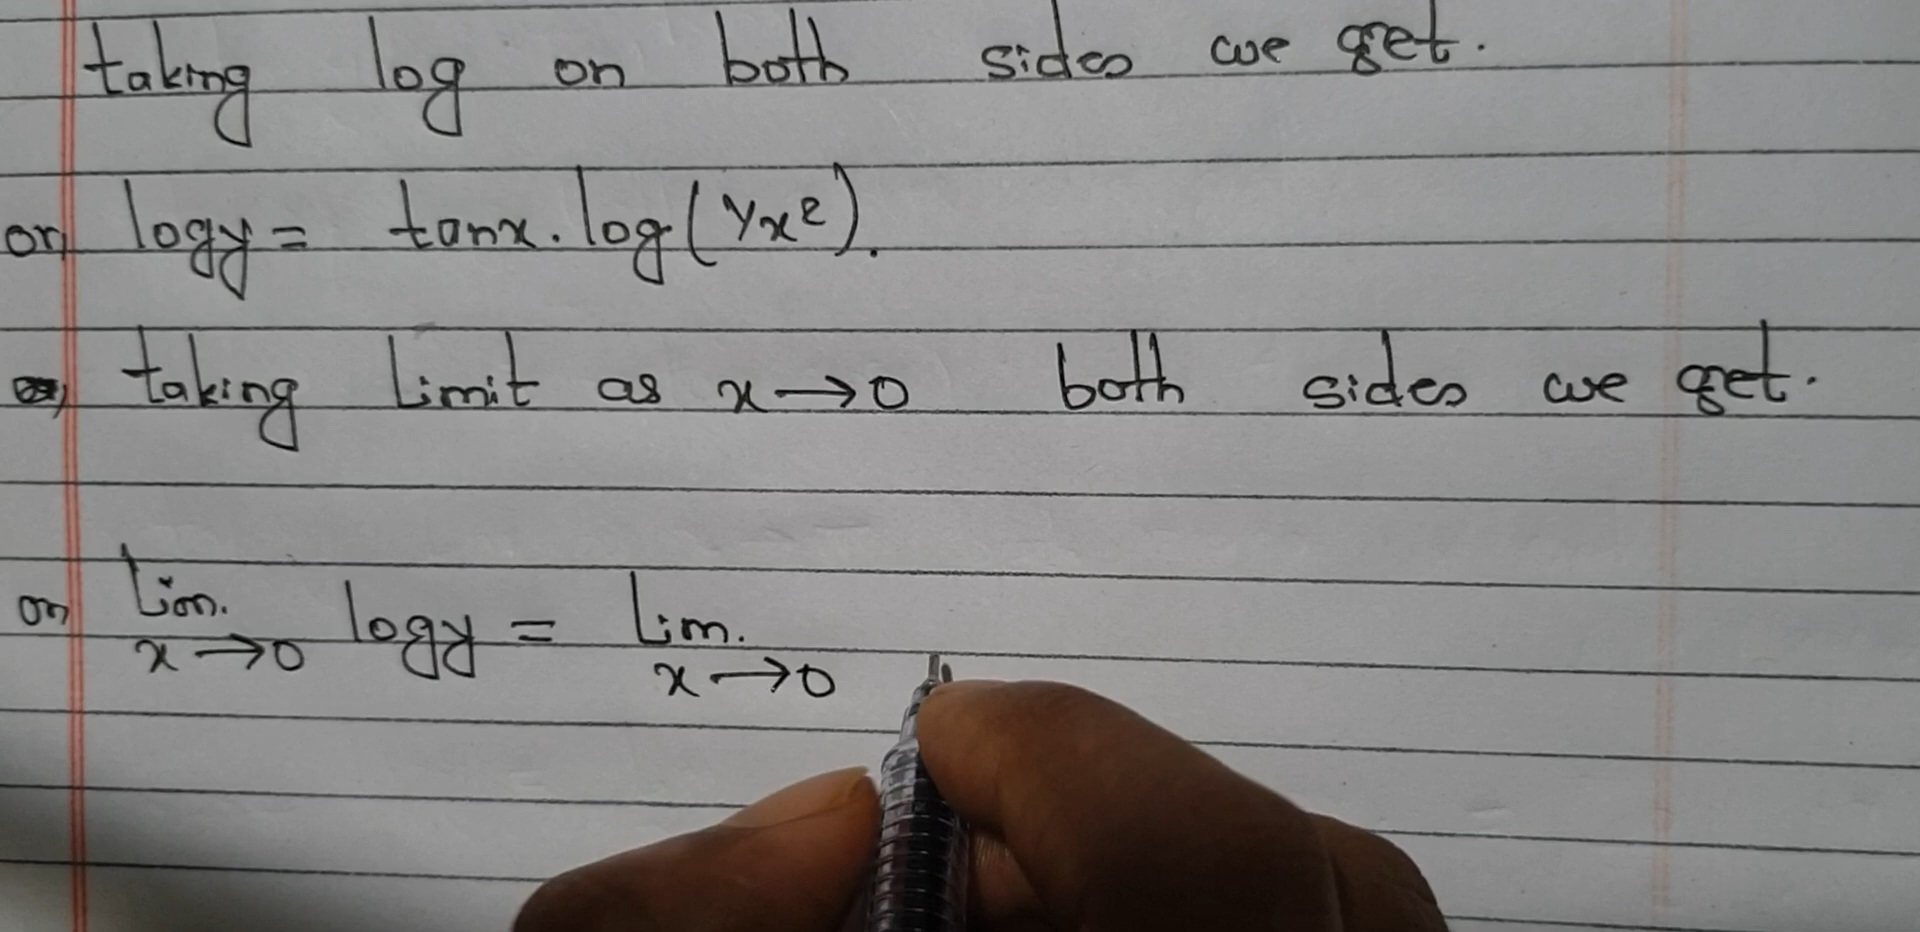 taking log on both sides we get.
or, logy = tanx. log(1/x²).
taking Limit as x→0 both sides we get.
or Lim. x→0 logy = Lim. x→0